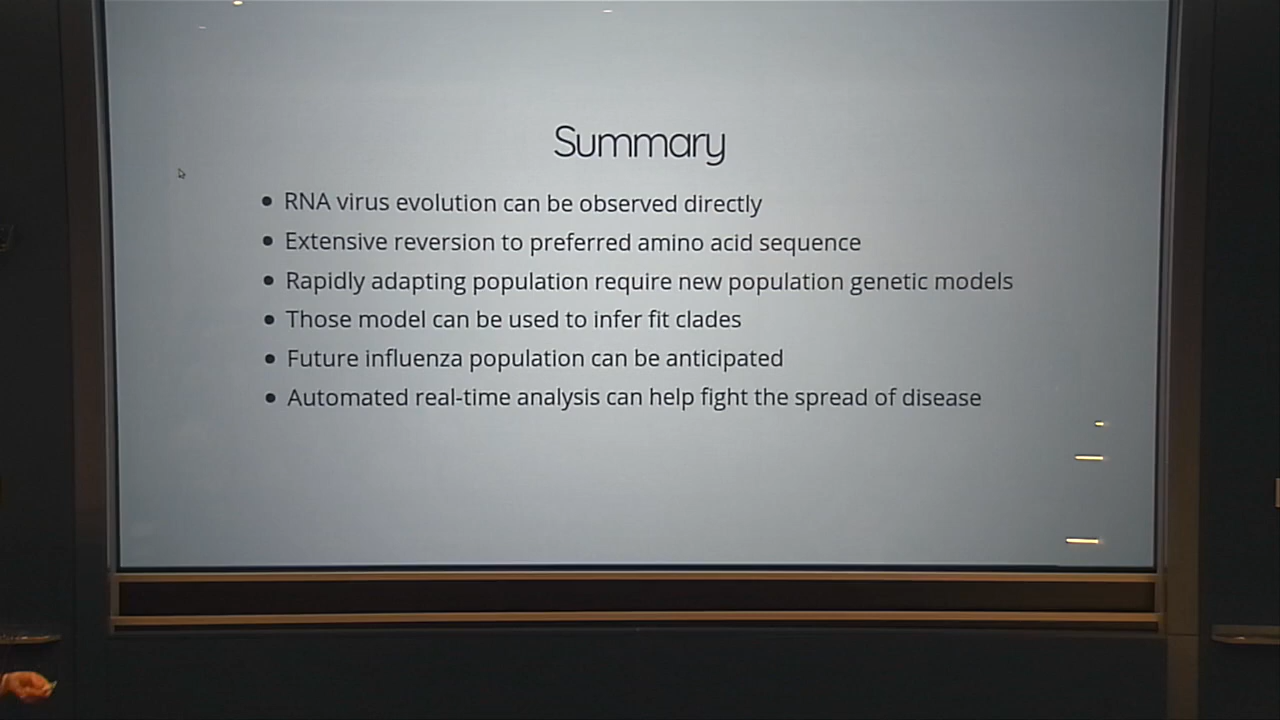 Summary
• RNA virus evolution can be observed directly
• Extensive reversion to preferred amino acid sequence
• Rapidly adapting population require new population genetic models
• Those model can be used to infer fit clades
• Future influenza population can be anticipated
• Automated real-time analysis can help fight the spread of disease